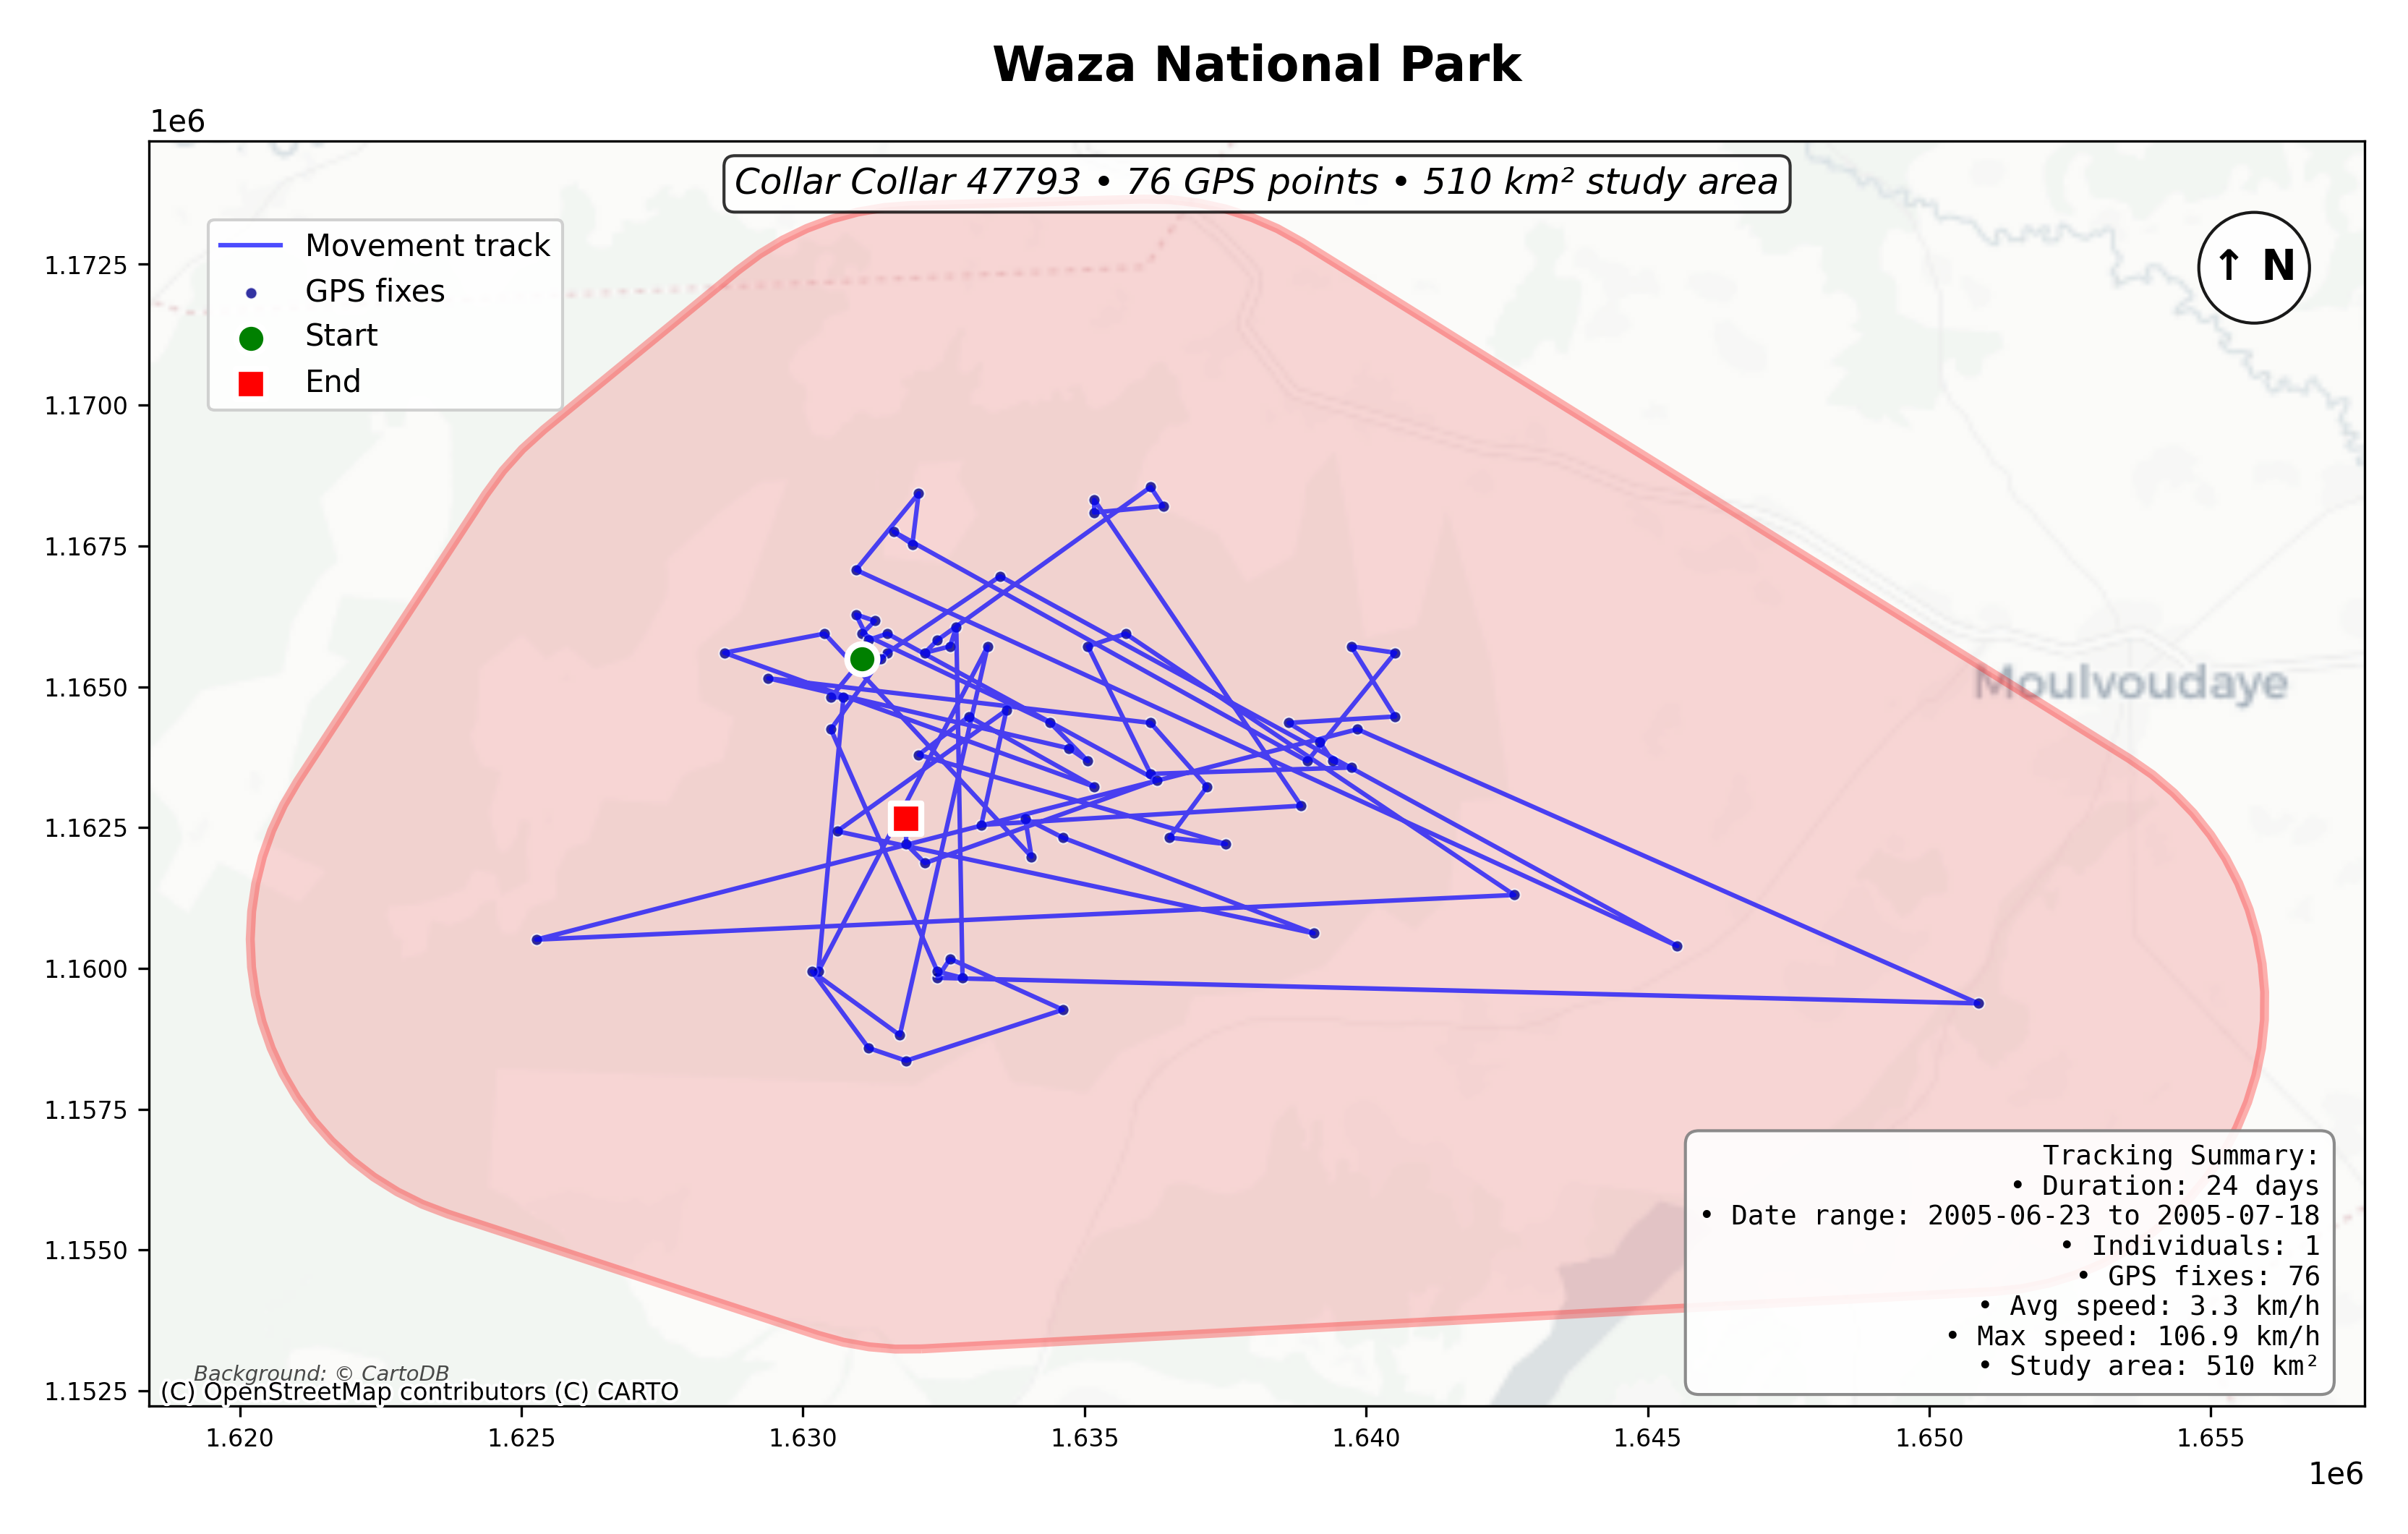 Waza National Park
1e6
Collar Collar 47793 • 76 GPS points • 510 km² study area
Movement track
GPS fixes
Start
End
↑ N
1.1725
1.1700
1.1675
1.1650
1.1625
1.1600
1.1575
1.1550
1.1525
Moulvoudaye
Tracking Summary:
• Duration: 24 days
• Date range: 2005-06-23 to 2005-07-18
• Individuals: 1
• GPS fixes: 76
• Avg speed: 3.3 km/h
• Max speed: 106.9 km/h
• Study area: 510 km²
Background: © CartoDB
(C) OpenStreetMap contributors (C) CARTO
1.620
1.625
1.630
1.635
1.640
1.645
1.650
1.655
1e6